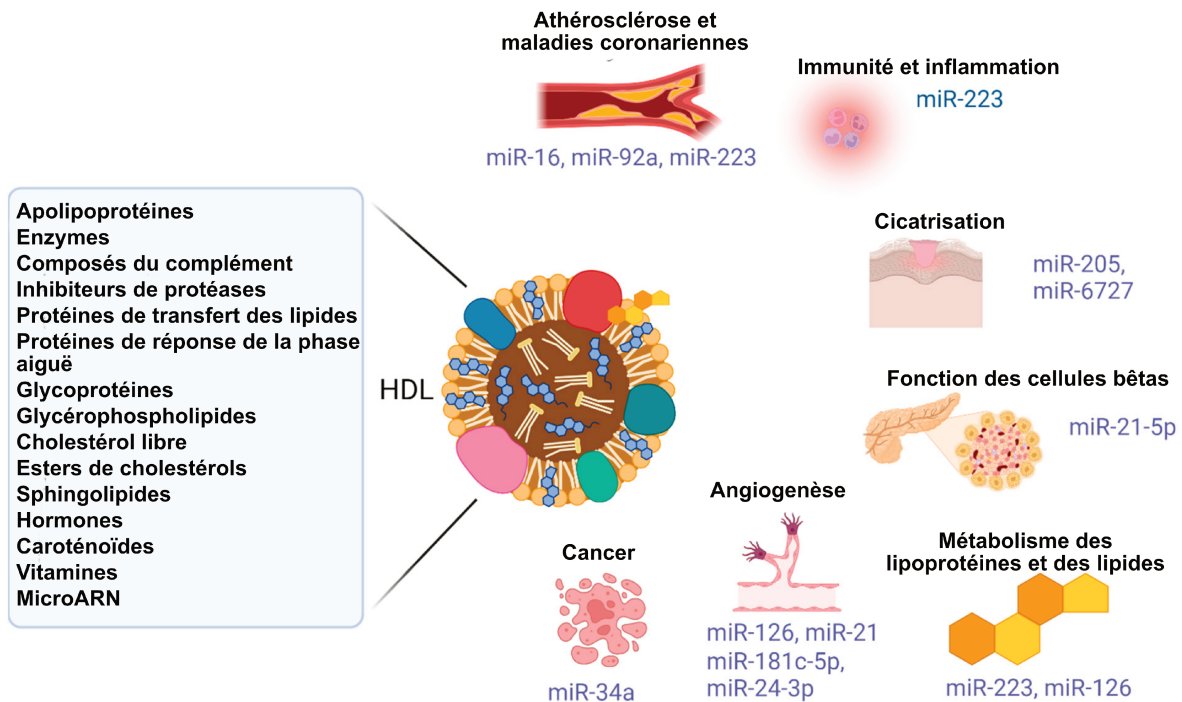 Athérosclérose et
maladies coronariennes
miR-16, miR-92a, miR-223
Immunité et inflammation
miR-223
Apolipoprotéines
Enzymes
Composés du complément
Inhibiteurs de protéases
Protéines de transfert des lipides
Protéines de réponse de la phase
aiguë
Glycoprotéines
Glycérophospholipides
Cholestérol libre
Esters de cholestérols
Sphingolipides
Hormones
Caroténoïdes
Vitamines
MicroARN
HDL
Cicatrisation
miR-205,
miR-6727
Fonction des cellules bêtas
miR-21-5p
Angiogenèse
miR-126, miR-21
miR-181c-5p,
miR-24-3p
Cancer
miR-34a
Métabolisme des
lipoprotéines et des lipides
miR-223, miR-126